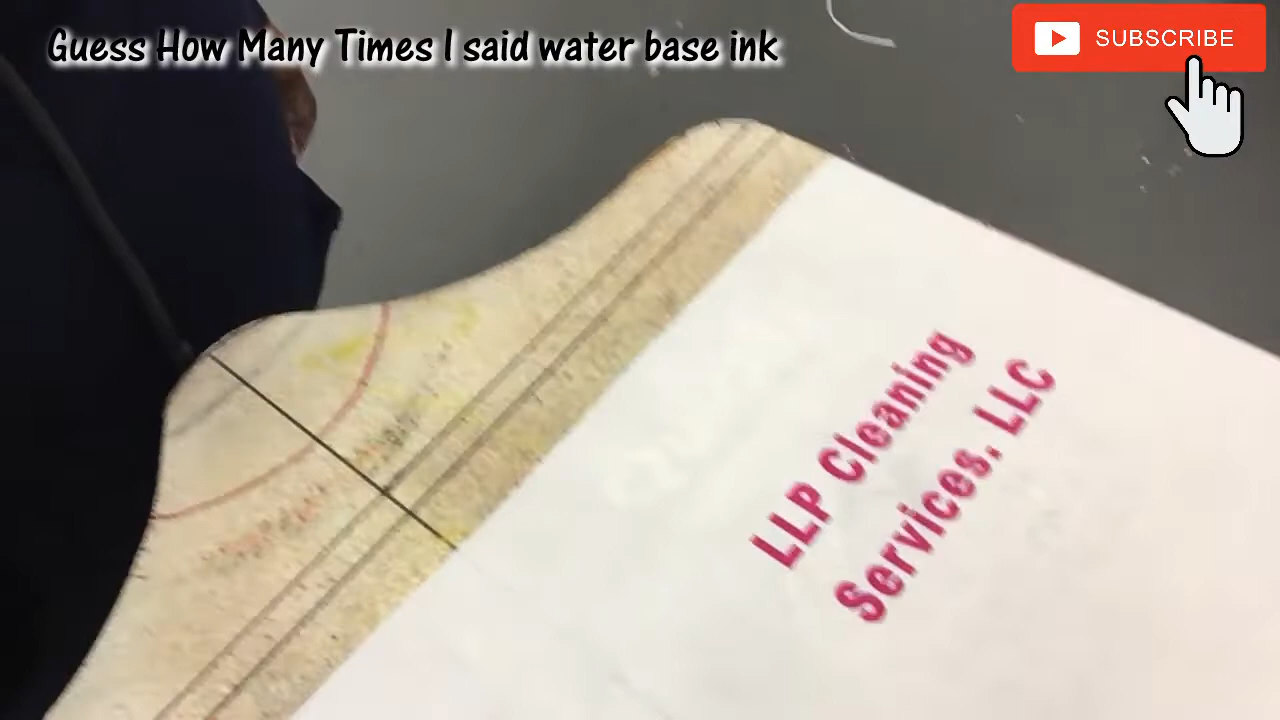 Guess How Many Times I said water base ink
SUBSCRIBE
LLP Cleaning
Services, LLC